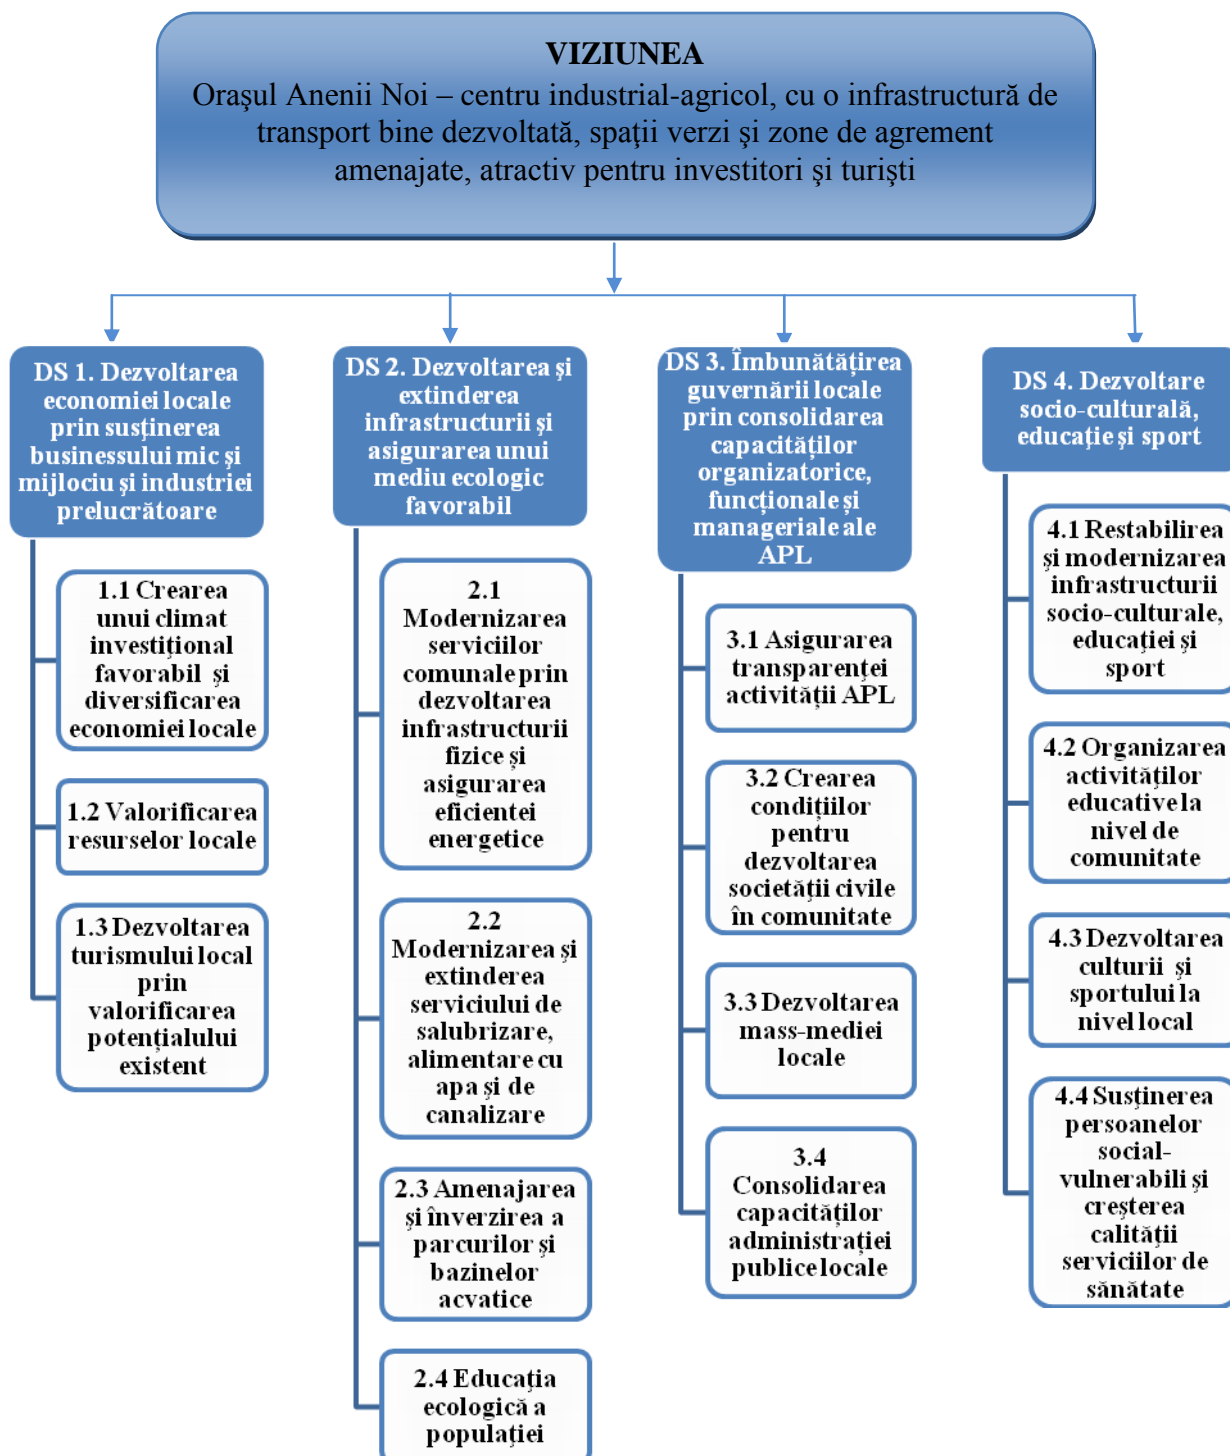 VIZIUNEA
Oraşul Anenii Noi – centru industrial-agricol, cu o infrastructură de
transport bine dezvoltată, spaţii verzi şi zone de agrement
amenajate, atractiv pentru investitori şi turişti
DS 1. Dezvoltarea
economiei locale
prin susţinerea
businessului mic şi
mijlociu şi industriei
prelucrătoare
1.1 Crearea
unui climat
investiţional
favorabil şi
diversificarea
economiei locale
1.2 Valorificarea
resurselor locale
1.3 Dezvoltarea
turismului local
prin
valorificarea
potențialului
existent
DS 2. Dezvoltarea şi
extinderea
infrastructurii şi
asigurarea unui
mediu ecologic
favorabil
2.1
Modernizarea
serviciilor
comunale prin
dezvoltarea
infrastructurii
fizice şi
asigurarea
eficientei
energetice
2.2
Modernizarea şi
extinderea
serviciului de
salubrizare,
alimentare cu
apa şi de
canalizare
2.3 Amenajarea
şi înverzirea a
parcurilor şi
bazinelor
acvatice
2.4 Educaţia
ecologică a
populaţiei
DS 3. Îmbunătățirea
guvernării locale
prin consolidarea
capacităților
organizatorice,
funcționale și
manageriale ale
APL
3.1 Asigurarea
transparenţei
activităţii APL
3.2 Crearea
condițiilor
pentru
dezvoltarea
societăţii civile
în comunitate
3.3 Dezvoltarea
mass-mediei
locale
3.4
Consolidarea
capacităților
administrației
publice locale
DS 4. Dezvoltare
socio-culturală,
educaţie şi sport
4.1 Restabilirea
şi modernizarea
infrastructurii
socio-culturale,
educaţiei şi
sport
4.2 Organizarea
activităţilor
educative la
nivel de
comunitate
4.3 Dezvoltarea
culturii şi
sportului la
nivel local
4.4 Susţinerea
persoanelor
social-
vulnerabili şi
creşterea
calităţii
serviciilor de
sănătate